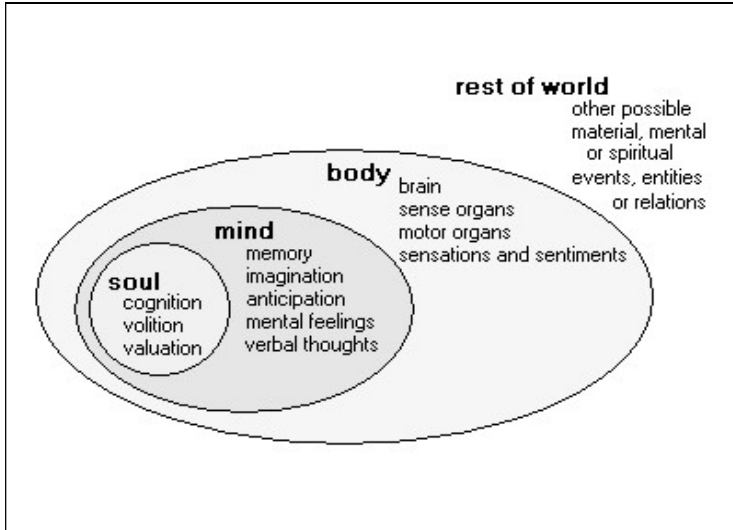 rest of world
other possible
material, mental
or spiritual
events, entities
or relations
body
brain
sense organs
motor organs
sensations and sentiments
mind
memory
imagination
anticipation
mental feelings
verbal thoughts
soul
cognition
volition
valuation